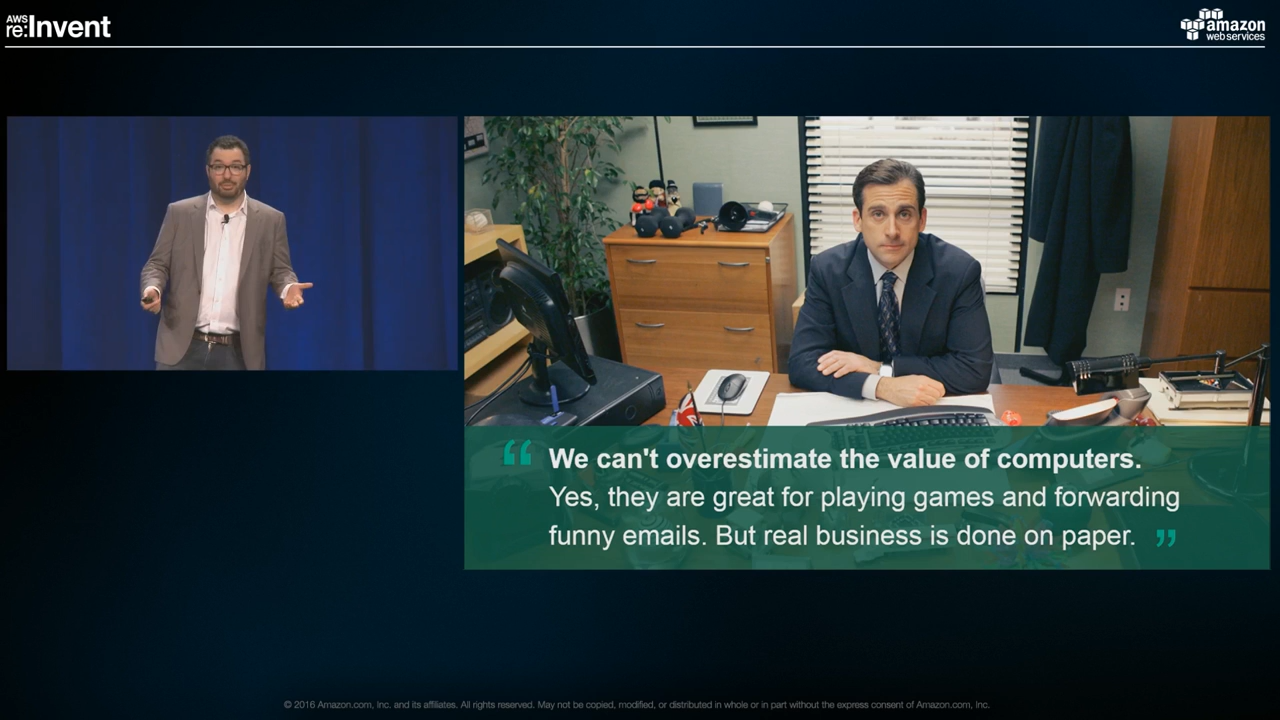 AWS
re:Invent
amazon
web services
“ We can't overestimate the value of computers.
Yes, they are great for playing games and forwarding
funny emails. But real business is done on paper. ”
© 2016 Amazon.com, Inc. and its affiliates. All rights reserved. May not be copied, modified, or distributed in whole or in part without the express consent of Amazon.com, Inc.